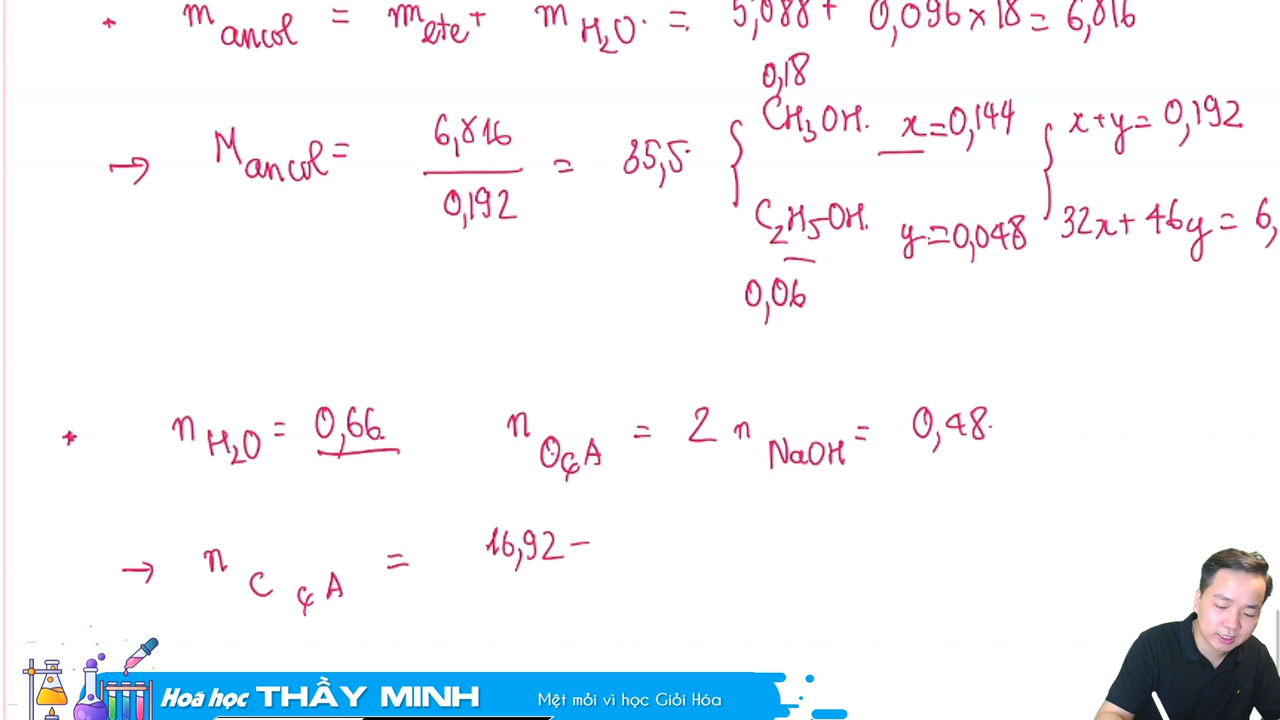 * m ancol = m ete + m H₂O = 5,088 + 0,096 × 18 = 6,816
0,18
→ M ancol = 6,816 / 0,192 = 35,5 { CH₃OH. x = 0,144 { x + y = 0,192
C₂H₅OH. y = 0,048 32x + 46y = 6,
0,06
* n H₂O = 0,66 n O/A = 2 n NaOH = 0,48.
→ n C/A = 16,92 −
Hoá học THẦY MINH Mệt mỏi vì học Giỏi Hóa